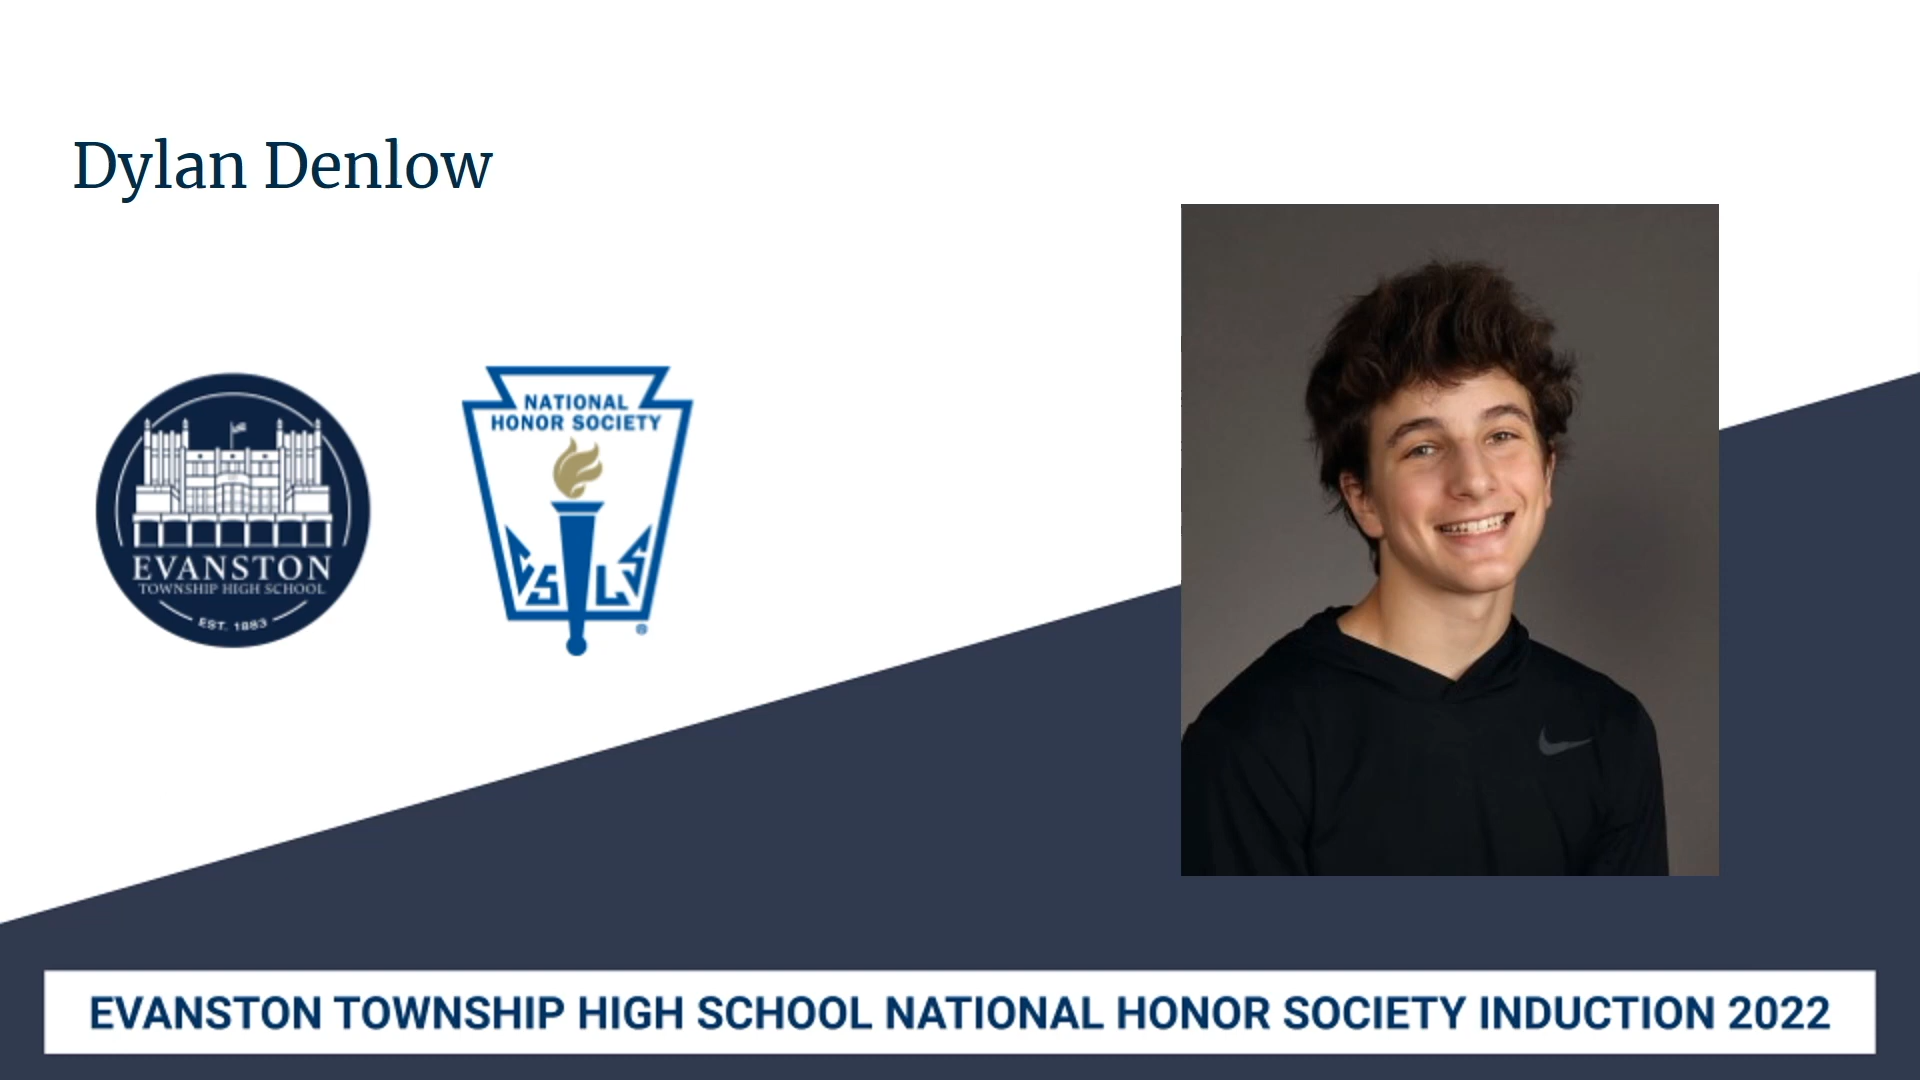 Dylan Denlow
NATIONAL
HONOR SOCIETY
C S L S
®
EVANSTON
TOWNSHIP HIGH SCHOOL
EST. 1883
EVANSTON TOWNSHIP HIGH SCHOOL NATIONAL HONOR SOCIETY INDUCTION 2022